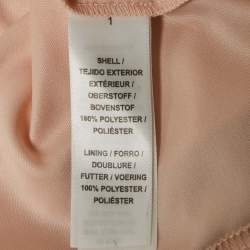 1
SHELL /
TEJIDO EXTERIOR
EXTÉRIEUR /
OBERSTOFF /
BOVENSTOF
100% POLYESTER /
POLIÉSTER
LINING / FORRO /
DOUBLURE /
FUTTER / VOERING
100% POLYESTER /
POLIÉSTER